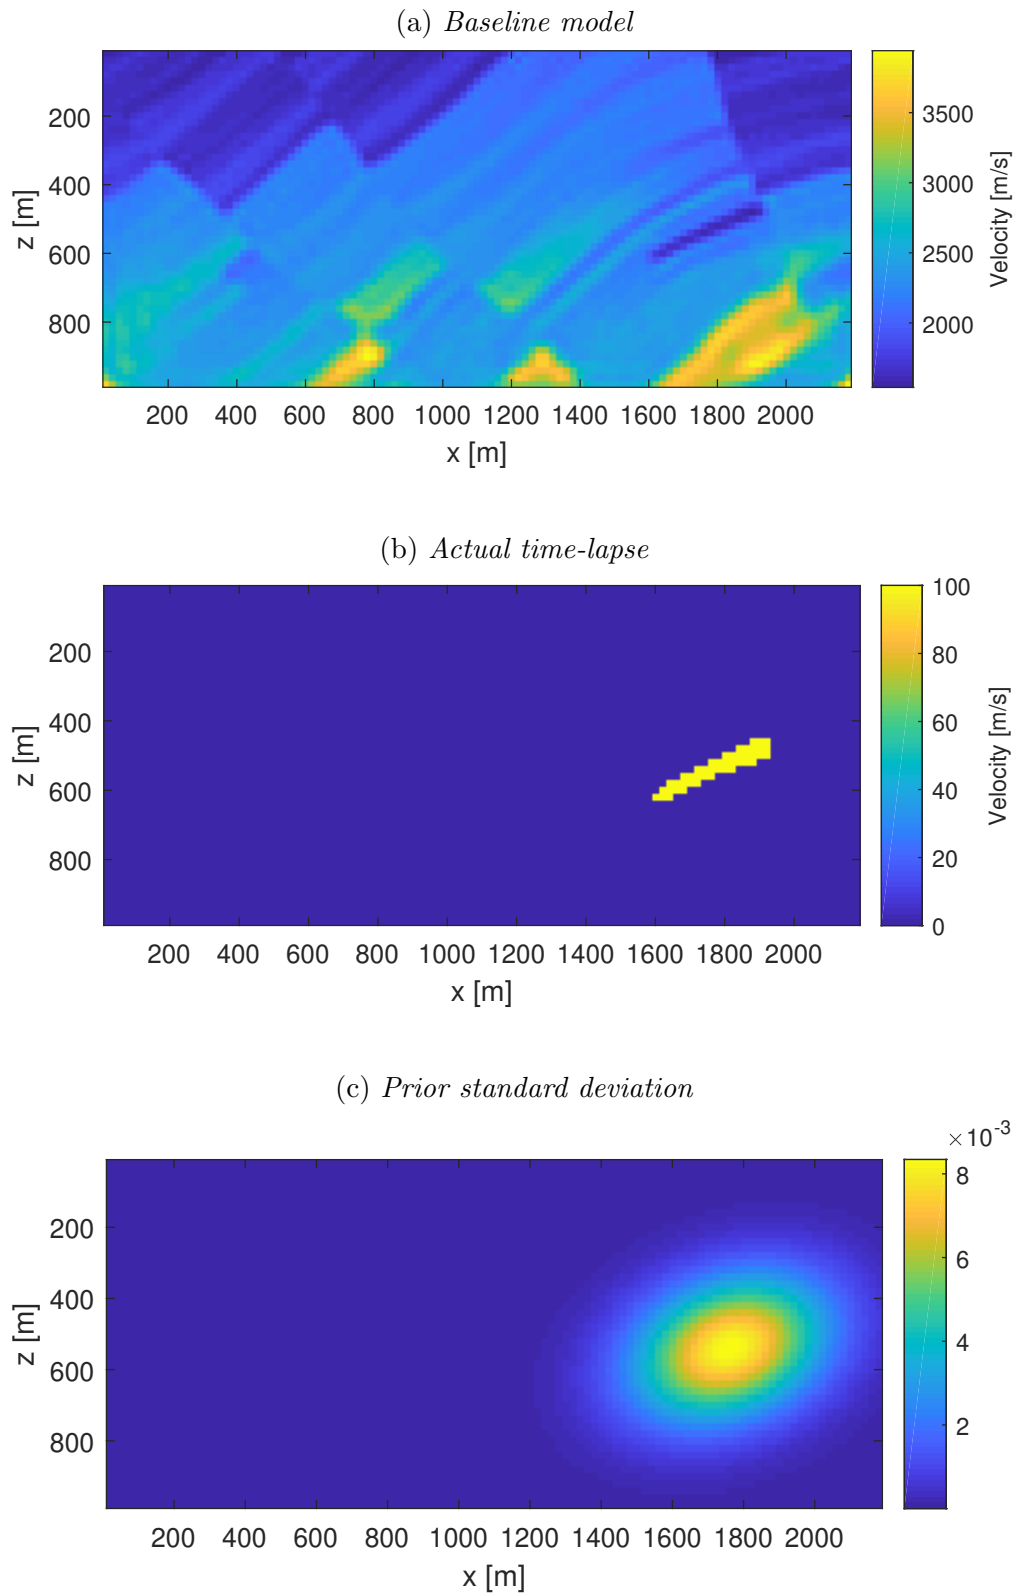 (a) Baseline model
200
400
600
800
z [m]
200 400 600 800 1000 1200 1400 1600 1800 2000
x [m]
3500
3000
2500
2000
Velocity [m/s]
(b) Actual time-lapse
200
400
600
800
z [m]
200 400 600 800 1000 1200 1400 1600 1800 2000
x [m]
100
80
60
40
20
0
Velocity [m/s]
(c) Prior standard deviation
200
400
600
800
z [m]
200 400 600 800 1000 1200 1400 1600 1800 2000
x [m]
×10⁻³
8
6
4
2